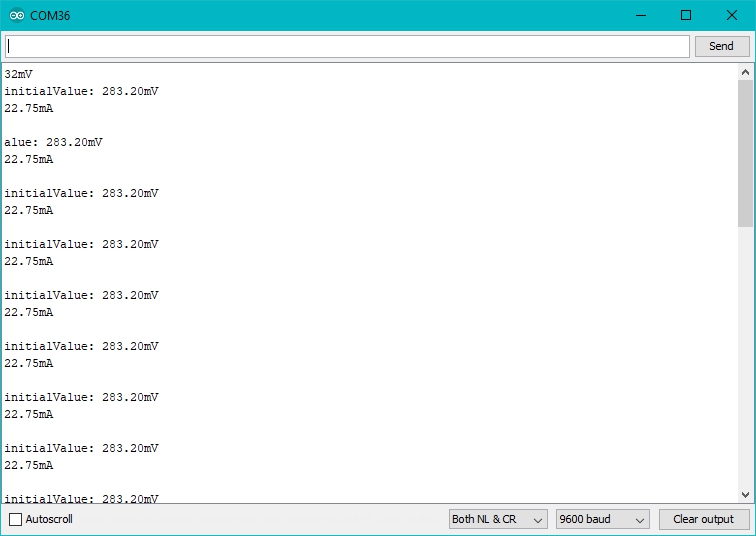 COM36
Send
32mV
initialValue: 283.20mV
22.75mA
alue: 283.20mV
22.75mA
initialValue: 283.20mV
22.75mA
initialValue: 283.20mV
22.75mA
initialValue: 283.20mV
22.75mA
initialValue: 283.20mV
22.75mA
initialValue: 283.20mV
22.75mA
initialValue: 283.20mV
22.75mA
initialValue: 283.20mV
Autoscroll
Both NL & CR
9600 baud
Clear output